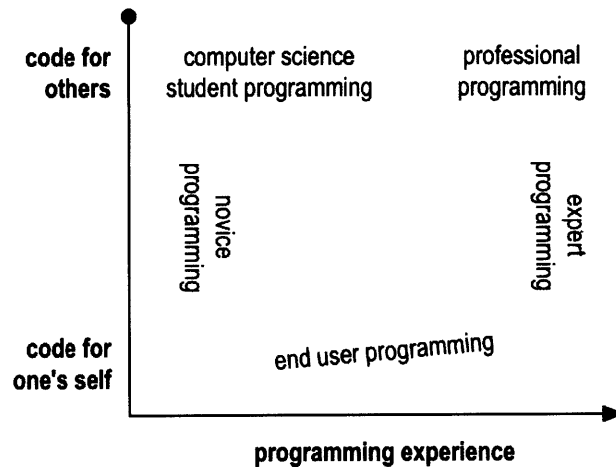 code for
others
computer science
student programming
professional
programming
novice
programming
expert
programming
code for
one's self
end user programming
programming experience